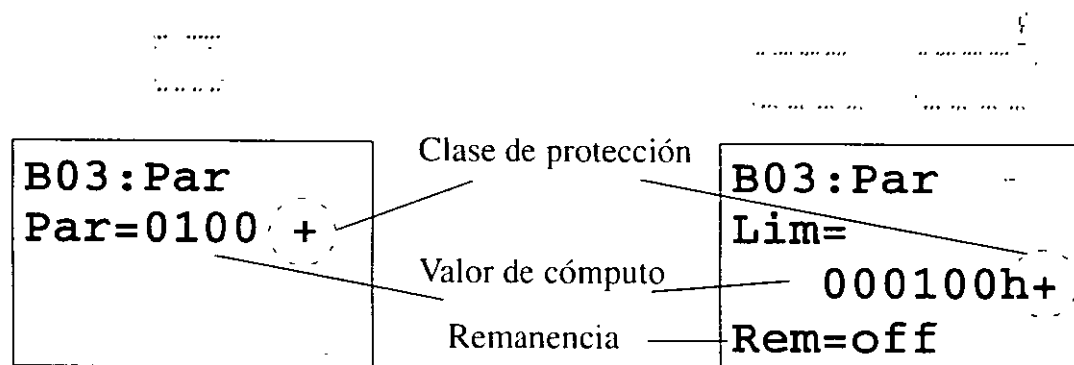 B03:Par
Par=0100 +
Clase de protección
Valor de cómputo
Remanencia
B03:Par
Lim=
000100h+
Rem=off